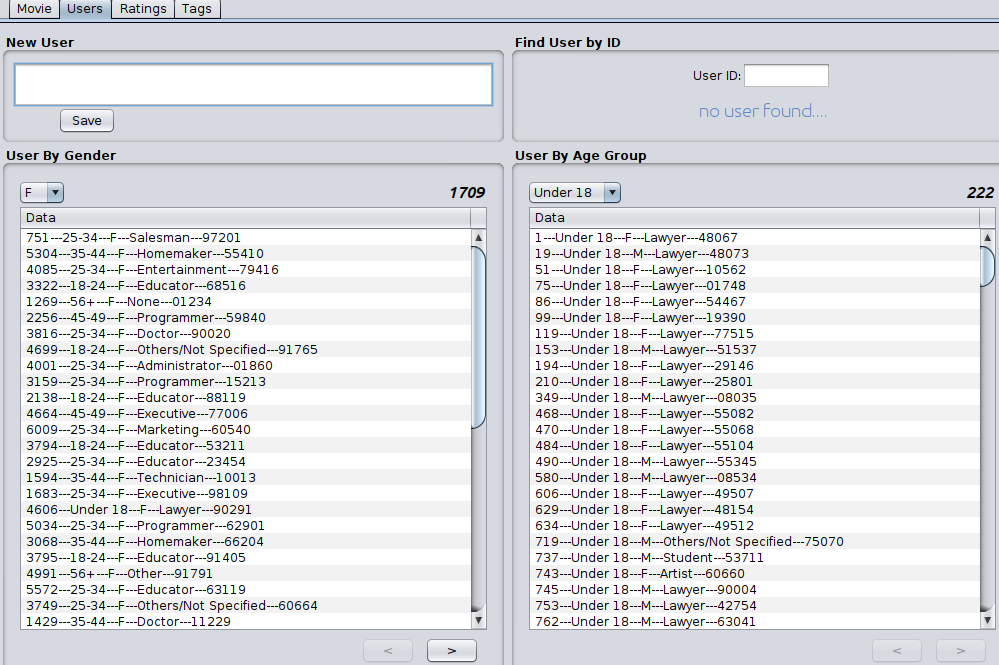 Movie Users Ratings Tags
New User
Save
Find User by ID
User ID:
no user found....
User By Gender
F 1709
Data
751---25-34---F---Salesman---97201
5304---35-44---F---Homemaker---55410
4085---25-34---F---Entertainment---79416
3322---18-24---F---Educator---68516
1269---56+---F---None---01234
2256---45-49---F---Programmer---59840
3816---25-34---F---Doctor---90020
4699---18-24---F---Others/Not Specified---91765
4001---25-34---F---Administrator---01860
3159---25-34---F---Programmer---15213
2138---18-24---F---Educator---88119
4664---45-49---F---Executive---77006
6009---25-34---F---Marketing---60540
3794---18-24---F---Educator---53211
2925---25-34---F---Educator---23454
1594---35-44---F---Technician---10013
1683---25-34---F---Executive---98109
4606---Under 18---F---Lawyer---90291
5034---25-34---F---Programmer---62901
3068---35-44---F---Homemaker---66204
3795---18-24---F---Educator---91405
4991---56+---F---Other---91791
5572---25-34---F---Educator---63119
3749---25-34---F---Others/Not Specified---60664
1429---35-44---F---Doctor---11229
< >
User By Age Group
Under 18 222
Data
1---Under 18---F---Lawyer---48067
19---Under 18---M---Lawyer---48073
51---Under 18---F---Lawyer---10562
75---Under 18---F---Lawyer---01748
86---Under 18---F---Lawyer---54467
99---Under 18---F---Lawyer---19390
119---Under 18---F---Lawyer---77515
153---Under 18---M---Lawyer---51537
194---Under 18---F---Lawyer---29146
210---Under 18---F---Lawyer---25801
349---Under 18---M---Lawyer---08035
468---Under 18---F---Lawyer---55082
470---Under 18---F---Lawyer---55068
484---Under 18---F---Lawyer---55104
490---Under 18---M---Lawyer---55345
580---Under 18---M---Lawyer---08534
606---Under 18---F---Lawyer---49507
629---Under 18---F---Lawyer---48154
634---Under 18---F---Lawyer---49512
719---Under 18---M---Others/Not Specified---75070
737---Under 18---M---Student---53711
743---Under 18---F---Artist---60660
745---Under 18---M---Lawyer---90004
753---Under 18---M---Lawyer---42754
762---Under 18---M---Lawyer---63041
< >